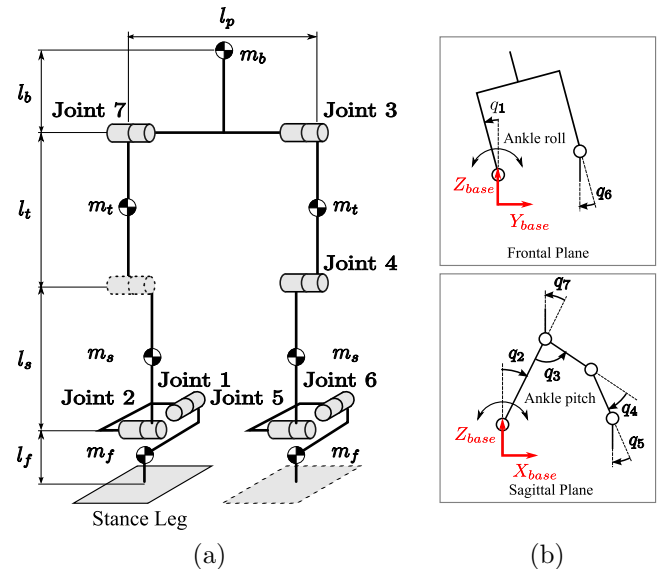 l_p
m_b
l_b
Joint 7
Joint 3
l_t
m_t
m_t
Joint 4
l_s
m_s
m_s
Joint 1
Joint 6
Joint 2
Joint 5
m_f
m_f
l_f
Stance Leg
(a)
q_1
Ankle roll
Z_base
q_6
Y_base
Frontal Plane
q_7
q_2
q_3
Ankle pitch
q_4
Z_base
q_5
X_base
Sagittal Plane
(b)